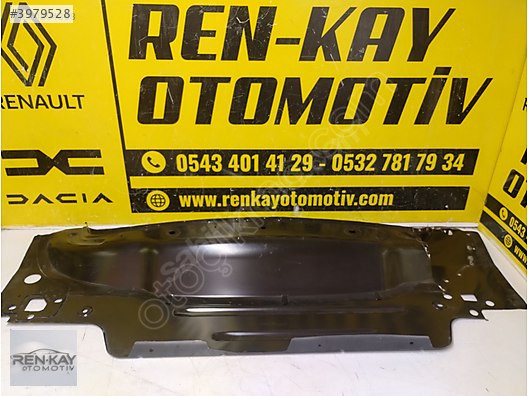 #3979528
REN-KAY
OTOMOTİV
RENAULT
DACIA
0543 401 41 29 - 0532 781 79 34
www.renkayotomotiv.com
REN-KAY
OTOMOTİV